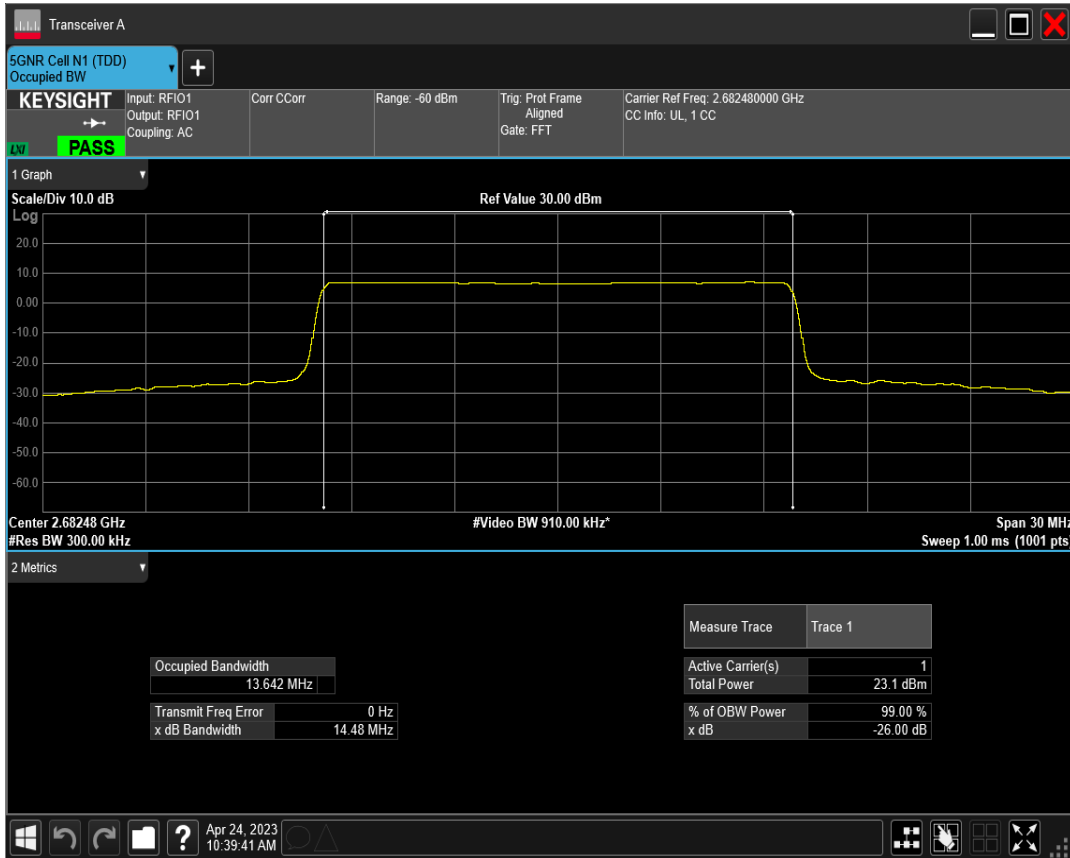 Transceiver A
5GNR Cell N1 (TDD)
Occupied BW
KEYSIGHT
LXI
PASS
Input: RFIO1
Output: RFIO1
Coupling: AC
Corr CCorr
Range: -60 dBm
Trig: Prot Frame
Aligned
Gate: FFT
Carrier Ref Freq: 2.682480000 GHz
CC Info: UL, 1 CC
1 Graph
Scale/Div 10.0 dB
Ref Value 30.00 dBm
Log
20.0
10.0
0.00
-10.0
-20.0
-30.0
-40.0
-50.0
-60.0
Center 2.68248 GHz
#Video BW 910.00 kHz*
Span 30 MHz
#Res BW 300.00 kHz
Sweep 1.00 ms (1001 pts)
2 Metrics
Measure Trace Trace 1
Occupied Bandwidth
13.642 MHz
Active Carrier(s) 1
Total Power 23.1 dBm
Transmit Freq Error 0 Hz
x dB Bandwidth 14.48 MHz
% of OBW Power 99.00 %
x dB -26.00 dB
?
Apr 24, 2023
10:39:41 AM